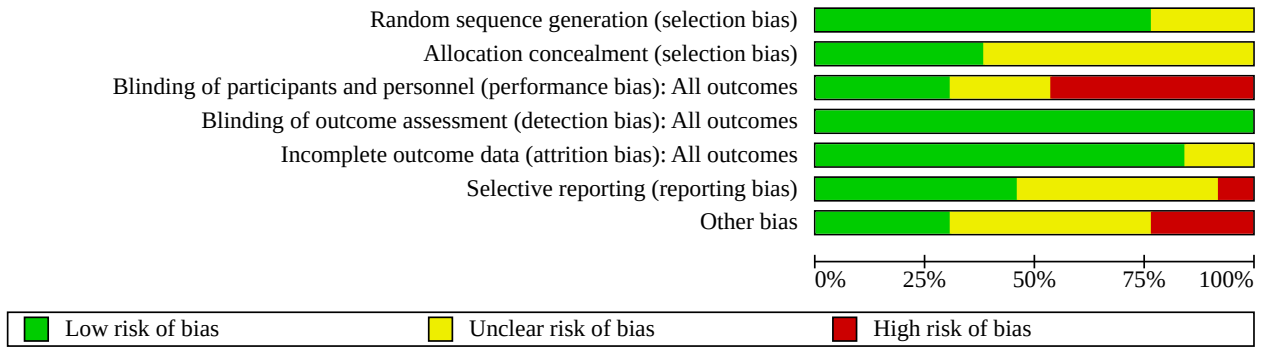 Random sequence generation (selection bias)
Allocation concealment (selection bias)
Blinding of participants and personnel (performance bias): All outcomes
Blinding of outcome assessment (detection bias): All outcomes
Incomplete outcome data (attrition bias): All outcomes
Selective reporting (reporting bias)
Other bias
0% 25% 50% 75% 100%
Low risk of bias Unclear risk of bias High risk of bias